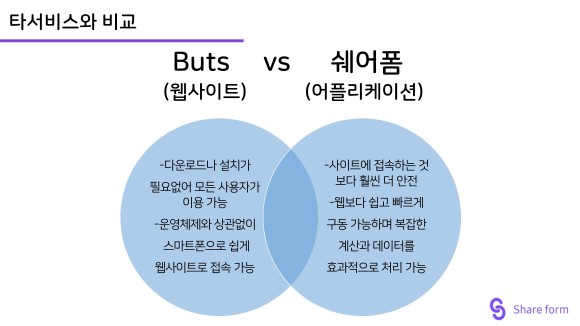 타서비스와 비교
Buts vs 쉐어폼
(웹사이트) (어플리케이션)
-다운로드나 설치가
필요없어 모든 사용자가
이용 가능
-운영체제와 상관없이
스마트폰으로 쉽게
웹사이트로 접속 가능
-사이트에 접속하는 것
보다 훨씬 더 안전
-웹보다 쉽고 빠르게
구동 가능하며 복잡한
계산과 데이터를
효과적으로 처리 가능
Share form